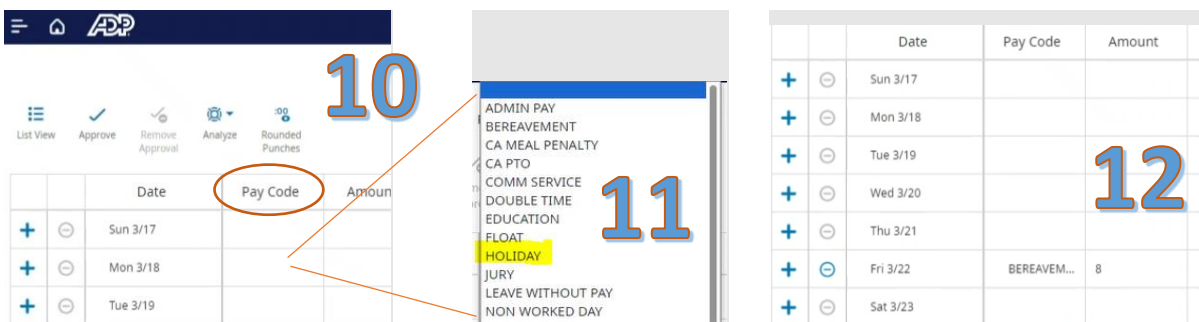 ADP
10
List View
Approve
Remove Approval
Analyze
Rounded Punches
Date Pay Code Amoun
Sun 3/17
Mon 3/18
Tue 3/19
11
ADMIN PAY
BEREAVEMENT
CA MEAL PENALTY
CA PTO
COMM SERVICE
DOUBLE TIME
EDUCATION
FLOAT
HOLIDAY
JURY
LEAVE WITHOUT PAY
NON WORKED DAY
12
Date Pay Code Amount
Sun 3/17
Mon 3/18
Tue 3/19
Wed 3/20
Thu 3/21
Fri 3/22 BEREAVEM... 8
Sat 3/23